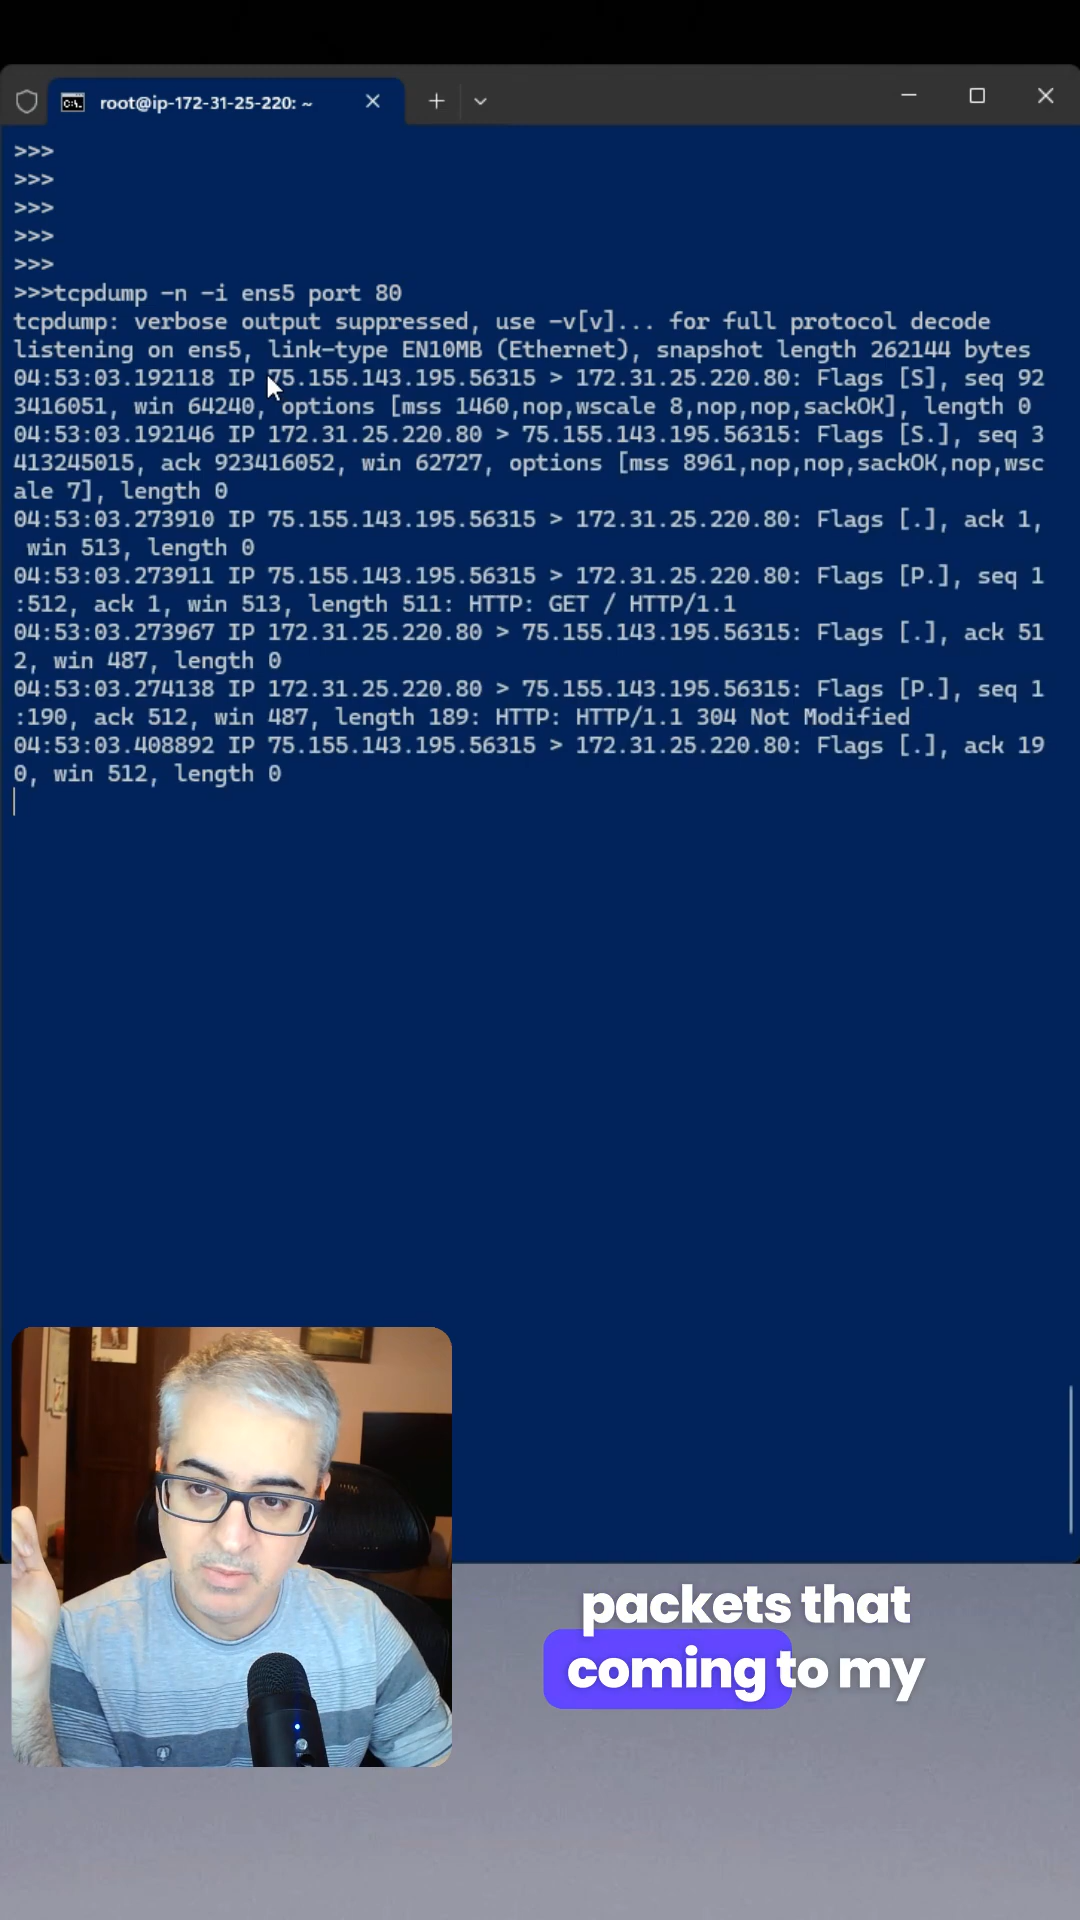 root@ip-172-31-25-220: ~
>>>
>>>
>>>
>>>
>>>
>>>tcpdump -n -i ens5 port 80
tcpdump: verbose output suppressed, use -v[v]... for full protocol decode
listening on ens5, link-type EN10MB (Ethernet), snapshot length 262144 bytes
04:53:03.192118 IP 75.155.143.195.56315 > 172.31.25.220.80: Flags [S], seq 92
3416051, win 64240, options [mss 1460,nop,wscale 8,nop,nop,sackOK], length 0
04:53:03.192146 IP 172.31.25.220.80 > 75.155.143.195.56315: Flags [S.], seq 3
413245015, ack 923416052, win 62727, options [mss 8961,nop,nop,sackOK,nop,wsc
ale 7], length 0
04:53:03.273910 IP 75.155.143.195.56315 > 172.31.25.220.80: Flags [.], ack 1,
win 513, length 0
04:53:03.273911 IP 75.155.143.195.56315 > 172.31.25.220.80: Flags [P.], seq 1
:512, ack 1, win 513, length 511: HTTP: GET / HTTP/1.1
04:53:03.273967 IP 172.31.25.220.80 > 75.155.143.195.56315: Flags [.], ack 51
2, win 487, length 0
04:53:03.274138 IP 172.31.25.220.80 > 75.155.143.195.56315: Flags [P.], seq 1
:190, ack 512, win 487, length 189: HTTP: HTTP/1.1 304 Not Modified
04:53:03.408892 IP 75.155.143.195.56315 > 172.31.25.220.80: Flags [.], ack 19
0, win 512, length 0
packets that
coming to my